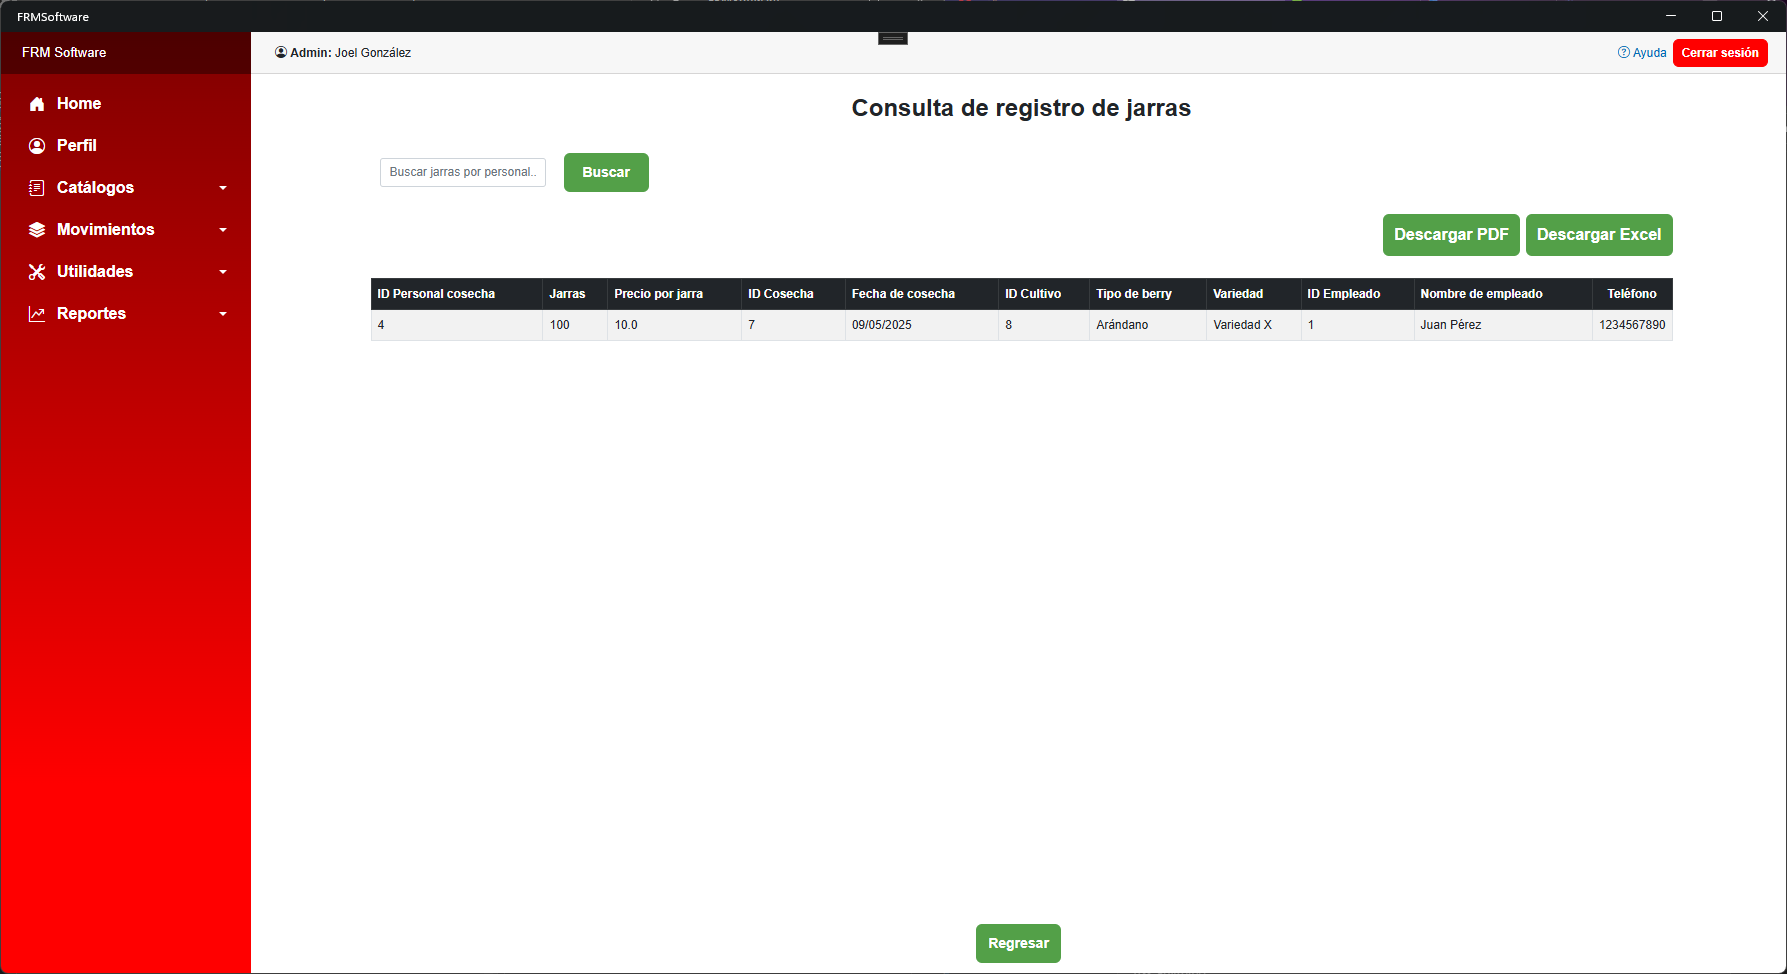 FRMSoftware
FRM Software
Admin: Joel González
Ayuda
Cerrar sesión
Home
Perfil
Catálogos
Movimientos
Utilidades
Reportes
Consulta de registro de jarras
Buscar jarras por personal..
Buscar
Descargar PDF
Descargar Excel
ID Personal cosecha Jarras Precio por jarra ID Cosecha Fecha de cosecha ID Cultivo Tipo de berry Variedad ID Empleado Nombre de empleado Teléfono
4 100 10.0 7 09/05/2025 8 Arándano Variedad X 1 Juan Pérez 1234567890
Regresar